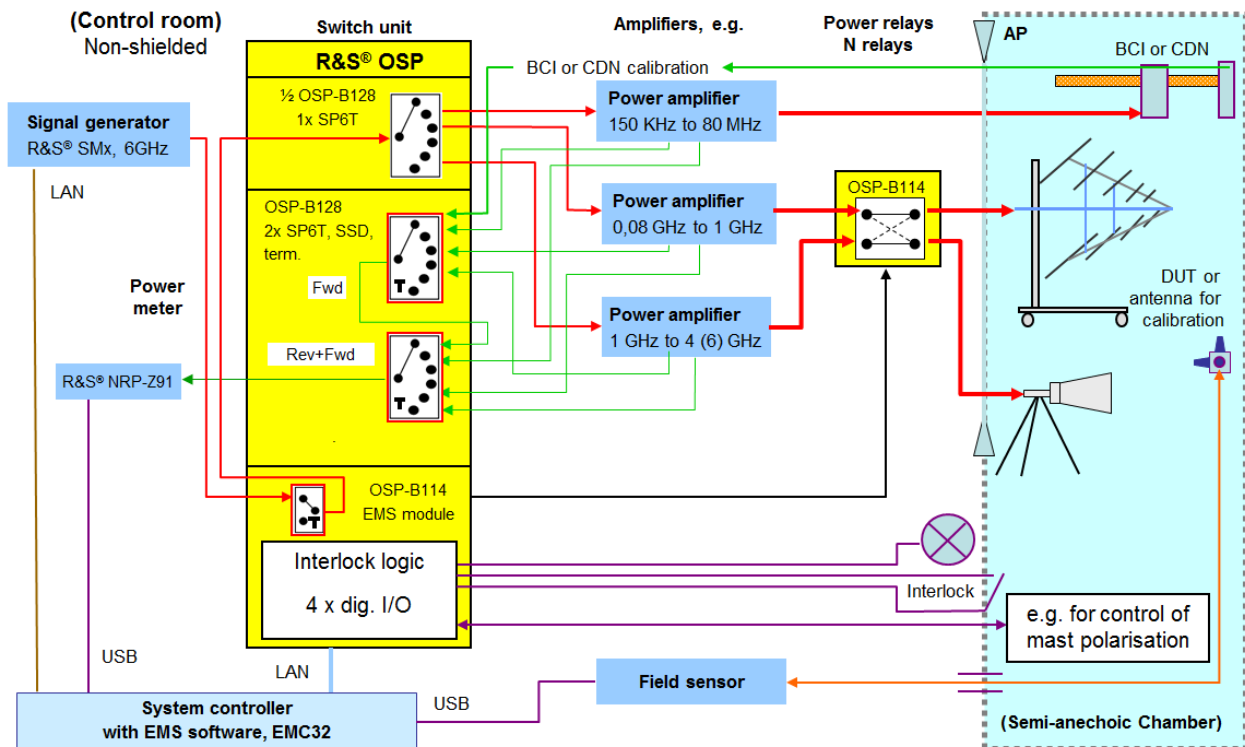 (Control room)
Non-shielded
Switch unit
R&S® OSP
Amplifiers, e.g.
Power relays
N relays
AP
BCI or CDN
BCI or CDN calibration
½ OSP-B128
1x SP6T
Signal generator
R&S® SMx, 6GHz
LAN
Power amplifier
150 KHz to 80 MHz
OSP-B128
2x SP6T, SSD,
term.
T
Fwd
Power amplifier
0,08 GHz to 1 GHz
OSP-B114
Power
meter
DUT or
antenna for
calibration
Power amplifier
1 GHz to 4 (6) GHz
Rev+Fwd
T
R&S® NRP-Z91
OSP-B114
EMS module
T
Interlock logic
4 x dig. I/O
Interlock
e.g. for control of
mast polarisation
USB
LAN
USB
Field sensor
System controller
with EMS software, EMC32
(Semi-anechoic Chamber)